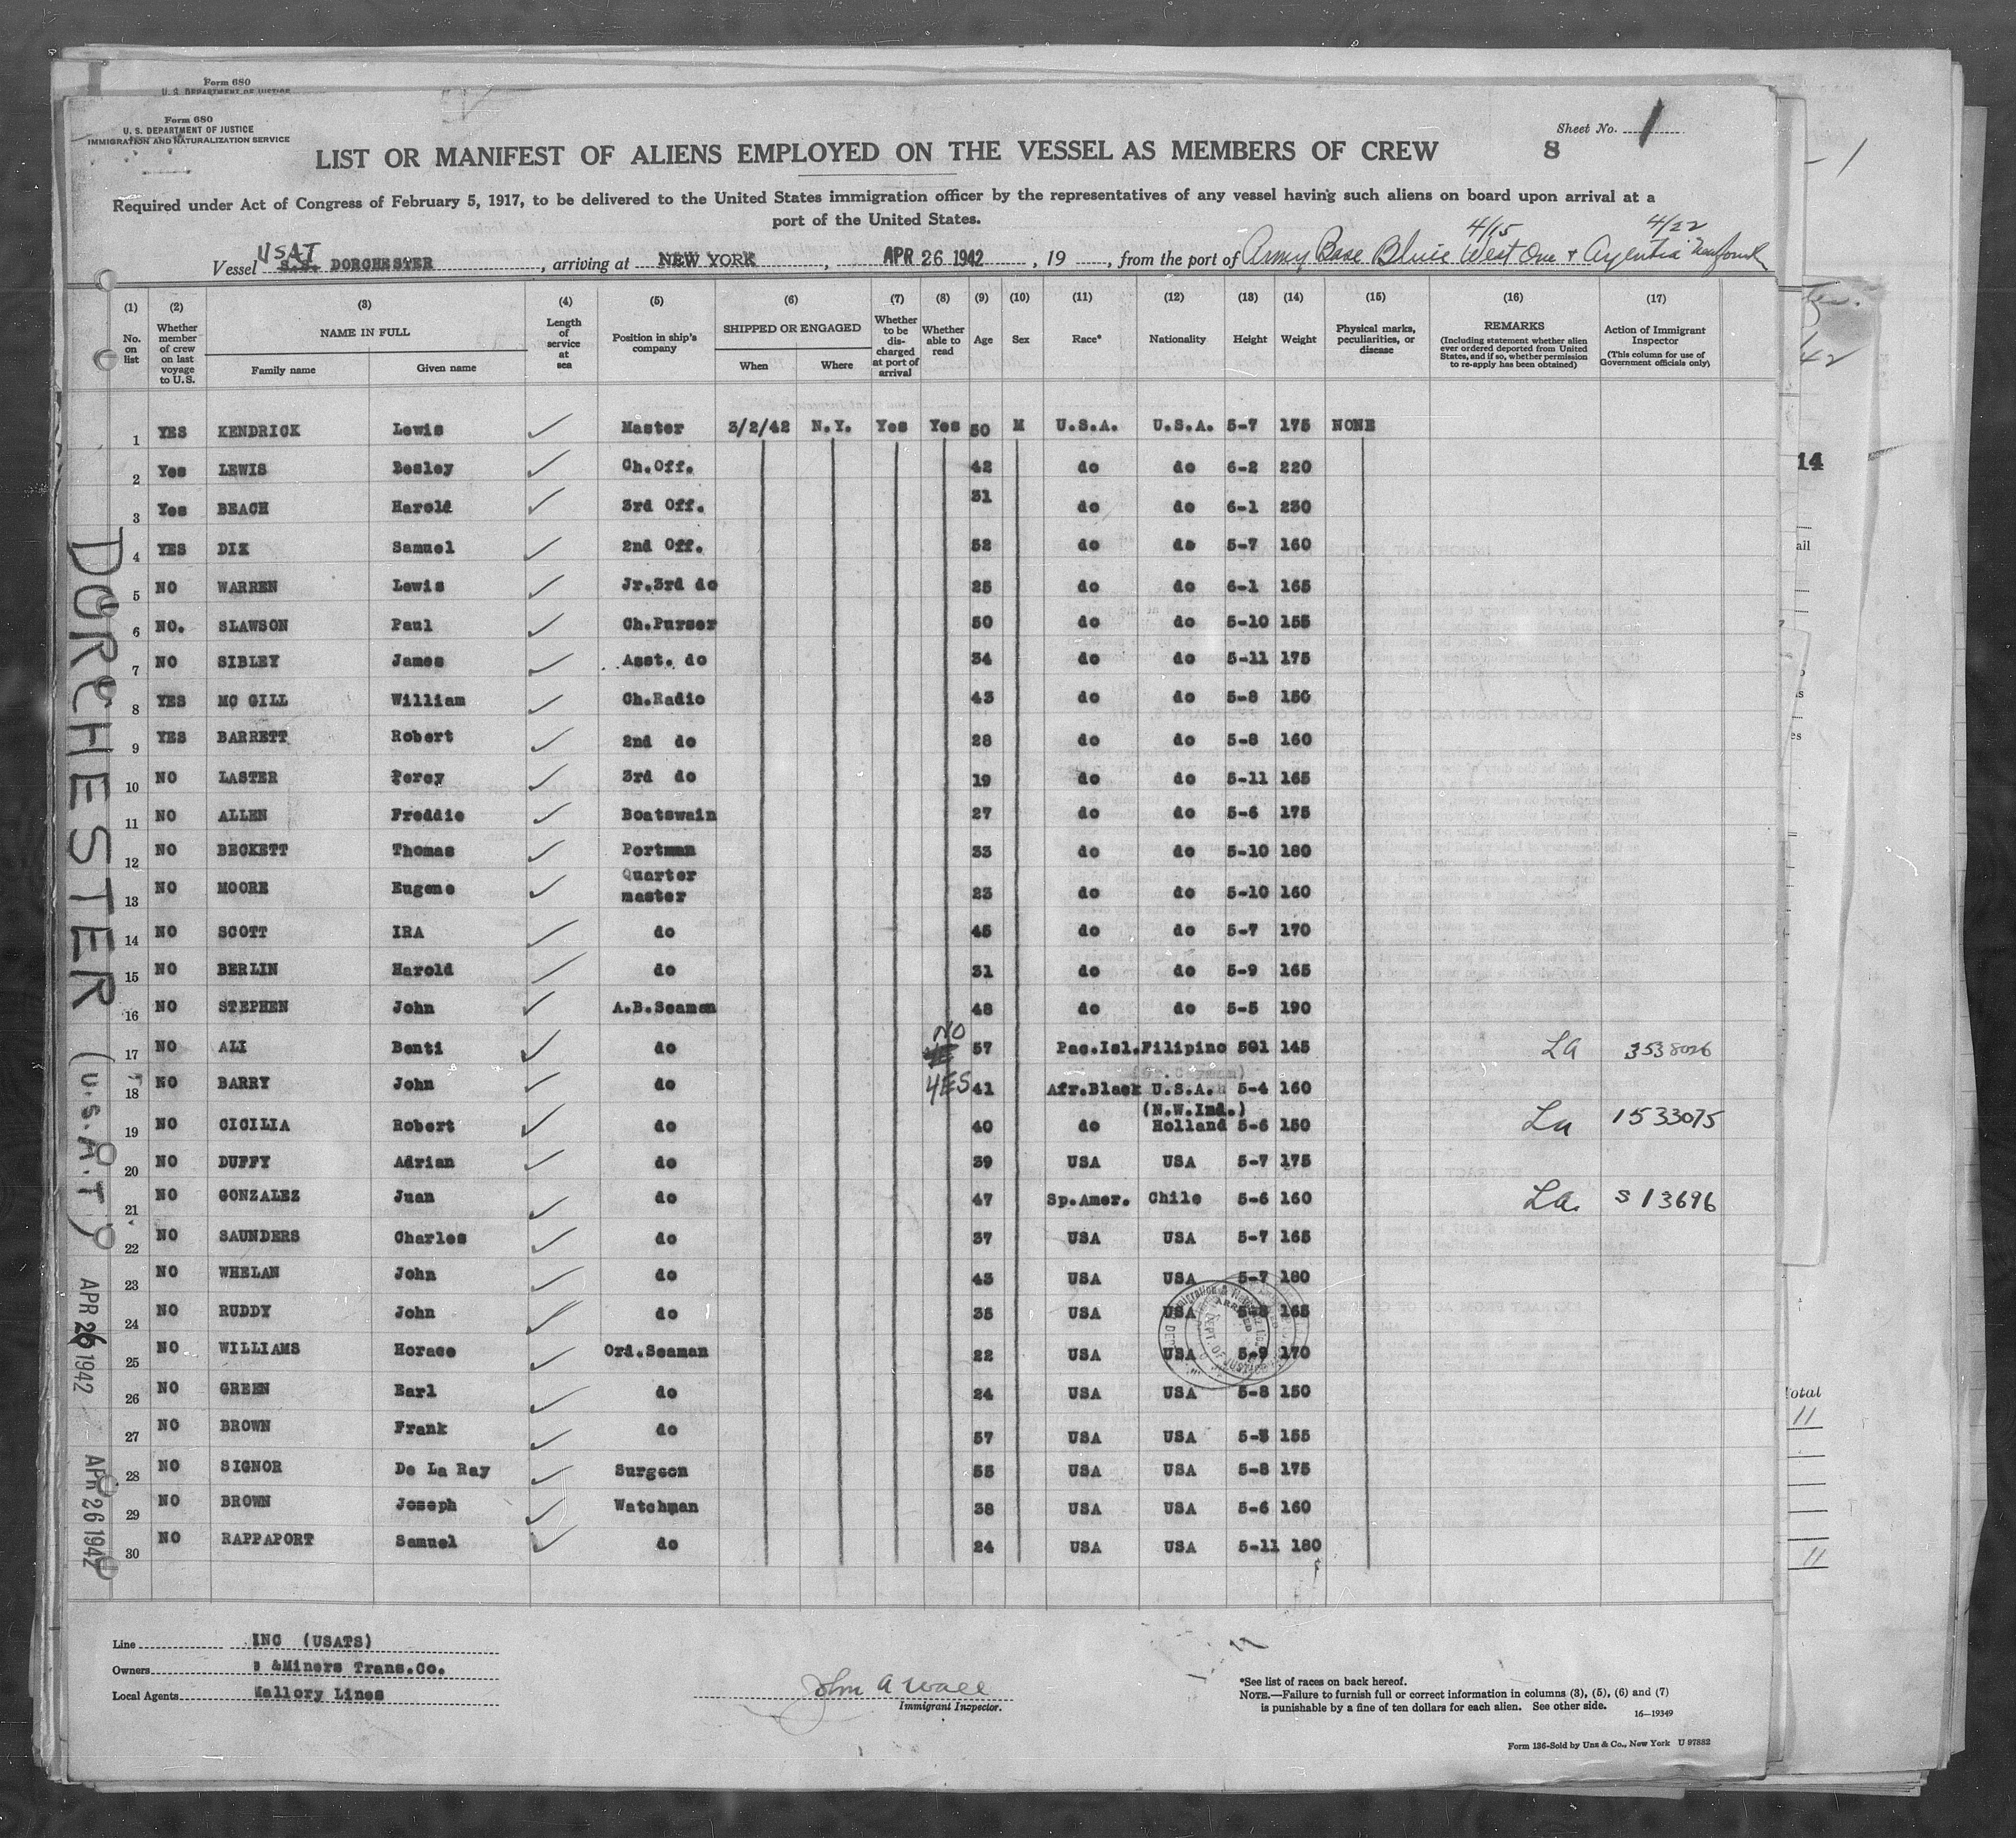 Form 680
U. S. DEPARTMENT OF JUSTICE
Form 680
U. S. DEPARTMENT OF JUSTICE
IMMIGRATION AND NATURALIZATION SERVICE
Sheet No. 1
LIST OR MANIFEST OF ALIENS EMPLOYED ON THE VESSEL AS MEMBERS OF CREW 8
Required under Act of Congress of February 5, 1917, to be delivered to the United States immigration officer by the representatives of any vessel having such aliens on board upon arrival at a
port of the United States.
4/15 4/22
Vessel USAT S.S. DORCHESTER, arriving at NEW YORK, APR 26 1942, 19, from the port of Army Base Bluie West One + Argentia
(1) No. on list
(2) Whether member of crew on last voyage to U.S.
(3) NAME IN FULL Family name Given name
(4) Length of service at sea
(5) Position in ship's company
(6) SHIPPED OR ENGAGED When Where
(7) Whether to be discharged at port of arrival
(8) Whether able to read
(9) Age
(10) Sex
(11) Race*
(12) Nationality
(13) Height
(14) Weight
(15) Physical marks, peculiarities, or disease
(16) REMARKS (Including statement whether alien ever ordered deported from United States, and if so, whether permission to re-apply has been obtained)
(17) Action of Immigrant Inspector (This column for use of Government officials only)
1 YES KENDRICK Lewis Master 3/2/42 N.Y. Yes Yes 50 M U.S.A. U.S.A. 5-7 175 NONE
2 Yes LEWIS Besley Ch.Off. 42 do do 6-2 220
3 Yes BEACH Harold 3rd Off. 31 do do 6-1 230
4 YES DIX Samuel 2nd Off. 52 do do 5-7 160
5 NO WARREN Lewis Jr.3rd do 25 do do 6-1 165
6 NO. SLAWSON Paul Ch.Purser 50 do do 5-10 155
7 NO SIBLEY James Asst. do 34 do do 5-11 175
8 YES MC GILL William Ch.Radio 43 do do 5-8 150
9 YES BARRETT Robert 2nd do 28 do do 5-8 160
10 NO LASTER Percy 3rd do 19 do do 5-11 165
11 NO ALLEN Freddie Boatswain 27 do do 5-6 175
12 NO BECKETT Thomas Portman 33 do do 5-10 180
13 NO MOORE Eugene Quarter master 23 do do 5-10 160
14 NO SCOTT IRA do 45 do do 5-7 170
15 NO BERLIN Harold do 31 do do 5-9 165
16 NO STEPHEN John A.B.Seaman 48 do do 5-5 190
17 NO ALI Benti do NO 57 Pac.Isl. Filipino 501 145 La 3538026
18 NO BARRY John do YES 41 Afr.Black U.S.A. 5-4 160
19 NO CICILIA Robert do 40 do (N.W.Ind.) Holland 5-6 150 La 1533075
20 NO DUFFY Adrian do 39 USA USA 5-7 175
21 NO GONZALEZ Juan do 47 Sp.Amer. Chile 5-6 160 La. S 13696
22 NO SAUNDERS Charles do 37 USA USA 5-7 165
23 NO WHELAN John do 43 USA USA 5-7 180
24 NO RUDDY John do 35 USA USA 165
25 NO WILLIAMS Horace Ord.Seaman 22 USA USA 5-9 170
26 NO GREEN Earl do 24 USA USA 5-8 150
27 NO BROWN Frank do 57 USA USA 155
28 NO SIGNOR De La Ray Surgeon 55 USA USA 5-8 175
29 NO BROWN Joseph Watchman 38 USA USA 5-6 160
30 NO RAPPAPORT Samuel do 24 USA USA 5-11 180
DORCHESTER (U.S.A.T)
APR 26 1942
APR 26 1942
Line INC (USATS)
Owners &Miners Trans.Co.
Local Agents Mallory Lines
John A Wall
Immigrant Inspector.
*See list of races on back hereof.
NOTE.—Failure to furnish full or correct information in columns (3), (5), (6) and (7)
is punishable by a fine of ten dollars for each alien. See other side.
16—19349
Form 136-Sold by Unz & Co., New York U 97882
14
ail
total
11
11